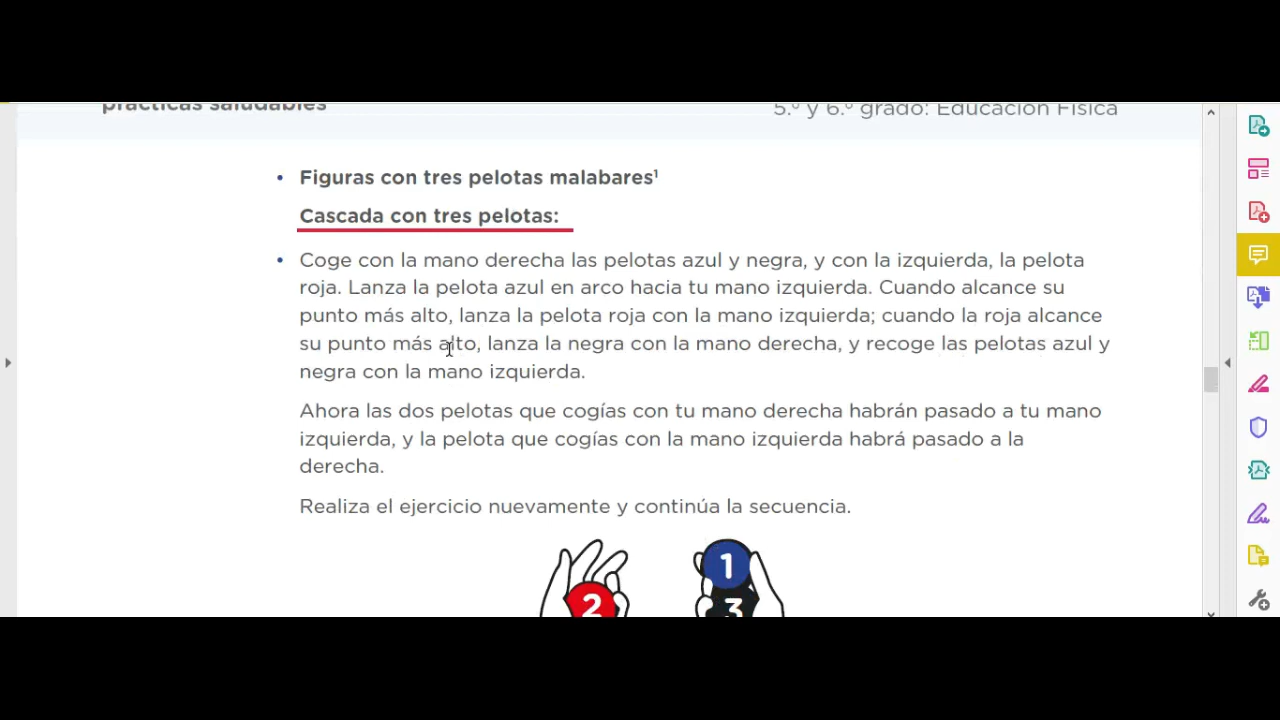 prácticas saludables
5.º y 6.º grado: Educación Física
• Figuras con tres pelotas malabares¹
Cascada con tres pelotas:
• Coge con la mano derecha las pelotas azul y negra, y con la izquierda, la pelota
roja. Lanza la pelota azul en arco hacia tu mano izquierda. Cuando alcance su
punto más alto, lanza la pelota roja con la mano izquierda; cuando la roja alcance
su punto más alto, lanza la negra con la mano derecha, y recoge las pelotas azul y
negra con la mano izquierda.
Ahora las dos pelotas que cogías con tu mano derecha habrán pasado a tu mano
izquierda, y la pelota que cogías con la mano izquierda habrá pasado a la
derecha.
Realiza el ejercicio nuevamente y continúa la secuencia.
1
2
3